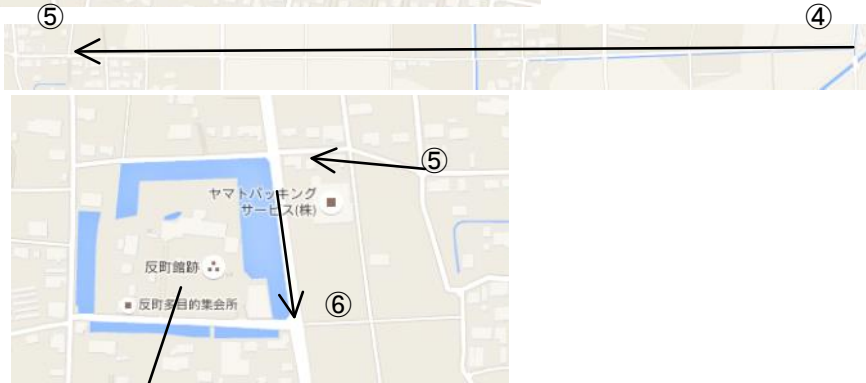 ⑤
④
⑤
ヤマトパッキング
サービス(株)
反町館跡
反町多目的集会所
⑥